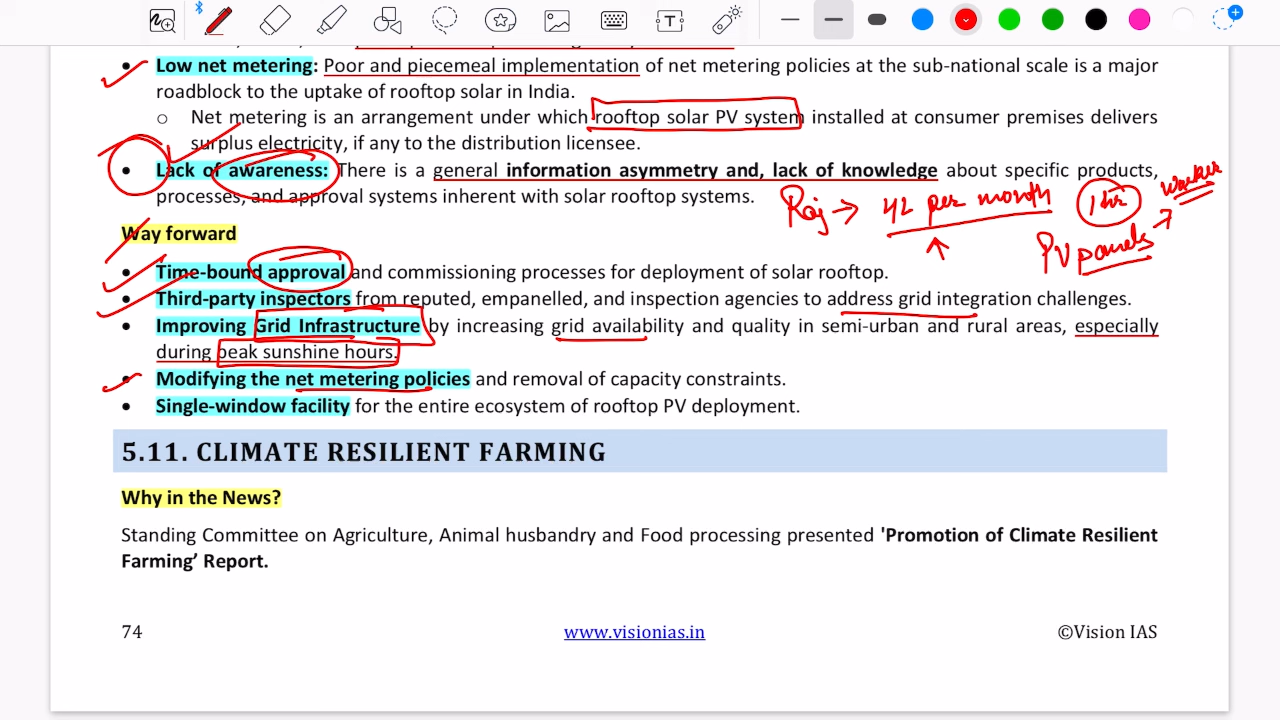 • Low net metering: Poor and piecemeal implementation of net metering policies at the sub-national scale is a major
roadblock to the uptake of rooftop solar in India.
o Net metering is an arrangement under which rooftop solar PV system installed at consumer premises delivers
surplus electricity, if any to the distribution licensee.
• Lack of awareness: There is a general information asymmetry and, lack of knowledge about specific products,
processes, and approval systems inherent with solar rooftop systems.
Raj → 42 per month 1 hr
PV panels → worker
Way forward
• Time-bound approval and commissioning processes for deployment of solar rooftop.
• Third-party inspectors from reputed, empanelled, and inspection agencies to address grid integration challenges.
• Improving Grid Infrastructure by increasing grid availability and quality in semi-urban and rural areas, especially
during peak sunshine hours.
• Modifying the net metering policies and removal of capacity constraints.
• Single-window facility for the entire ecosystem of rooftop PV deployment.
5.11. CLIMATE RESILIENT FARMING
Why in the News?
Standing Committee on Agriculture, Animal husbandry and Food processing presented 'Promotion of Climate Resilient
Farming’ Report.
74 www.visionias.in ©Vision IAS